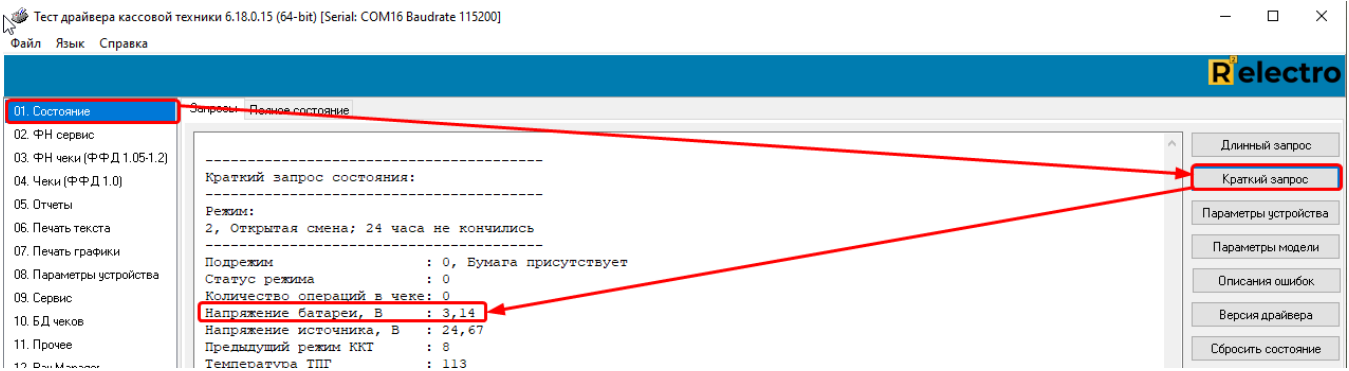 Тест драйвера кассовой техники 6.18.0.15 (64-bit) [Serial: COM16 Baudrate 115200]
Файл Язык Справка
R electro
01. Состояние
02. ФН сервис
03. ФН чеки (ФФД 1.05-1.2)
04. Чеки (ФФД 1.0)
05. Отчеты
06. Печать текста
07. Печать графики
08. Параметры устройства
09. Сервис
10. БД чеков
11. Прочее
12. Pay Manager
Запросы Полное состояние
----------------------------------------
Краткий запрос состояния:
----------------------------------------
Режим:
2, Открытая смена; 24 часа не кончились
----------------------------------------
Подрежим : 0, Бумага присутствует
Статус режима : 0
Количество операций в чеке: 0
Напряжение батареи, В : 3,14
Напряжение источника, В : 24,67
Предыдущий режим ККТ : 8
Температура ТПГ : 113
Длинный запрос
Краткий запрос
Параметры устройства
Параметры модели
Описания ошибок
Версия драйвера
Сбросить состояние